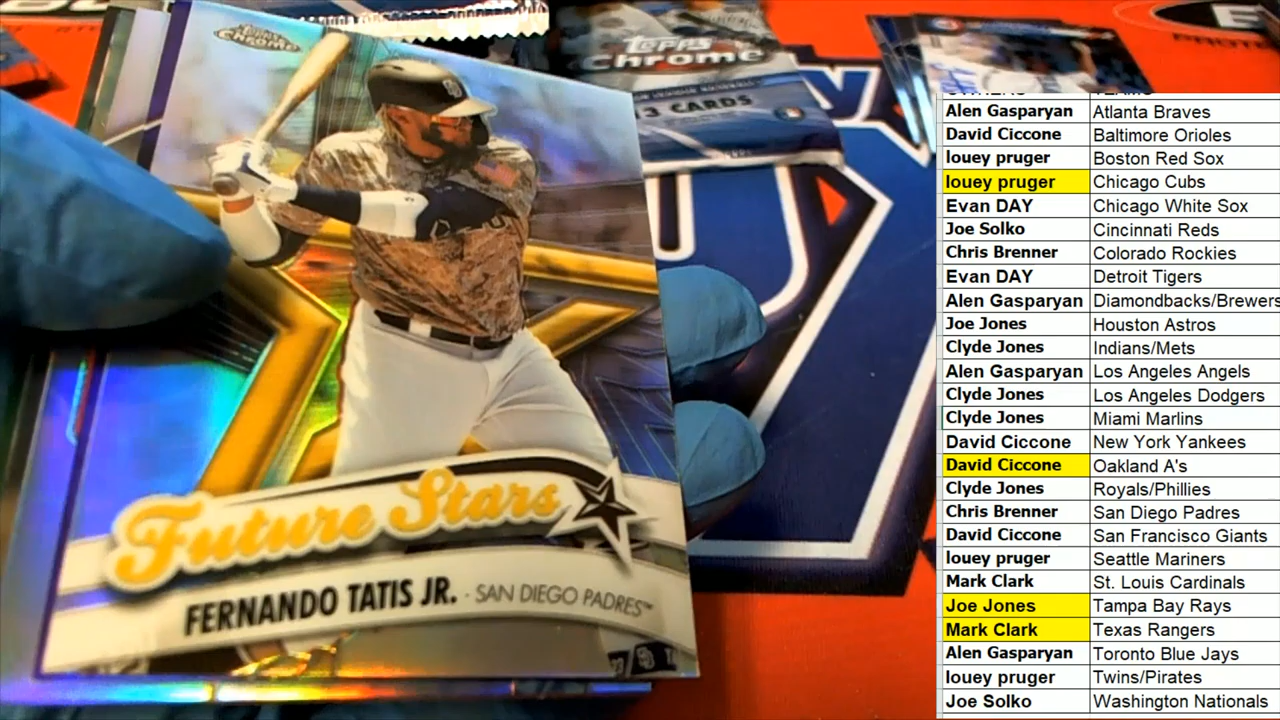 Topps
Chrome
Future Stars
FERNANDO TATIS JR. - SAN DIEGO PADRES™
SD
Topps
Chrome
13 CARDS
Alen Gasparyan Atlanta Braves
David Ciccone Baltimore Orioles
louey pruger Boston Red Sox
louey pruger Chicago Cubs
Evan DAY Chicago White Sox
Joe Solko Cincinnati Reds
Chris Brenner Colorado Rockies
Evan DAY Detroit Tigers
Alen Gasparyan Diamondbacks/Brewers
Joe Jones Houston Astros
Clyde Jones Indians/Mets
Alen Gasparyan Los Angeles Angels
Clyde Jones Los Angeles Dodgers
Clyde Jones Miami Marlins
David Ciccone New York Yankees
David Ciccone Oakland A's
Clyde Jones Royals/Phillies
Chris Brenner San Diego Padres
David Ciccone San Francisco Giants
louey pruger Seattle Mariners
Mark Clark St. Louis Cardinals
Joe Jones Tampa Bay Rays
Mark Clark Texas Rangers
Alen Gasparyan Toronto Blue Jays
louey pruger Twins/Pirates
Joe Solko Washington Nationals